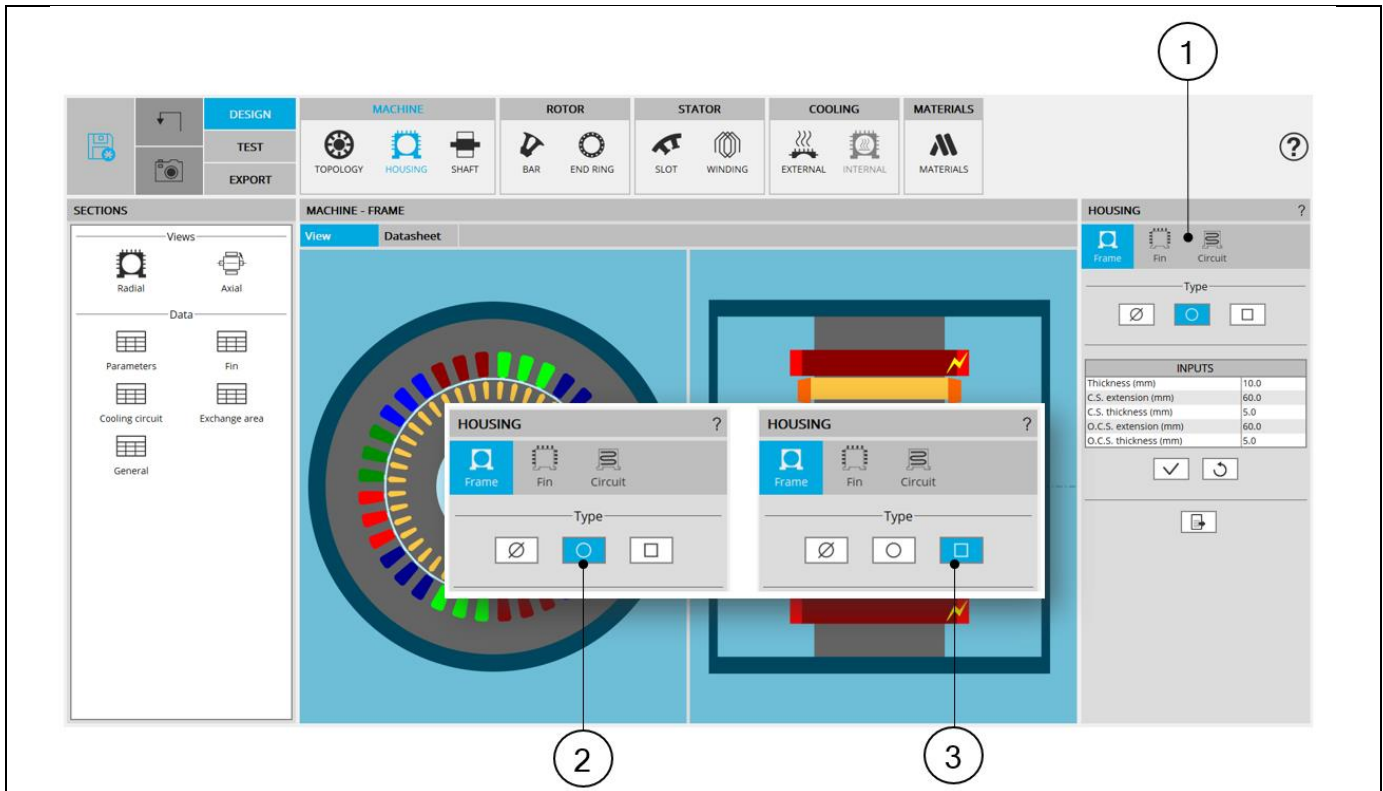 1
DESIGN
TEST
EXPORT
MACHINE
TOPOLOGY HOUSING SHAFT
ROTOR
BAR END RING
STATOR
SLOT WINDING
COOLING
EXTERNAL INTERNAL
MATERIALS
MATERIALS
?
SECTIONS
Views
Radial Axial
Data
Parameters Fin
Cooling circuit Exchange area
General
MACHINE - FRAME
View Datasheet
HOUSING ?
Frame Fin Circuit
Type
HOUSING ?
Frame Fin Circuit
Type
HOUSING ?
Frame Fin Circuit
Type
INPUTS
Thickness (mm) 10.0
C.S. extension (mm) 60.0
C.S. thickness (mm) 5.0
O.C.S. extension (mm) 60.0
O.C.S. thickness (mm) 5.0
2
3